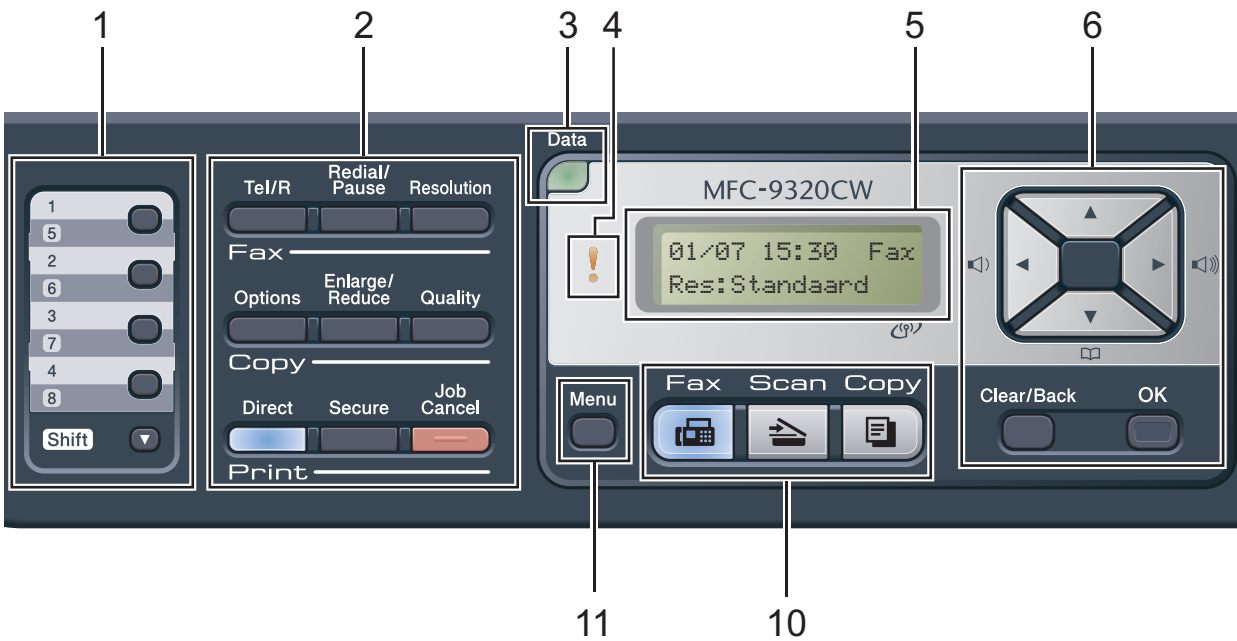 1 2 3 4 5 6
Data
1
5
2
6
3
7
4
8
Shift
Tel/R Redial/ Pause Resolution
Fax
Options Enlarge/ Reduce Quality
Copy
Direct Secure Job Cancel
Print
MFC-9320CW
01/07 15:30 Fax
Res:Standaard
Menu
Fax Scan Copy
Clear/Back OK
11 10